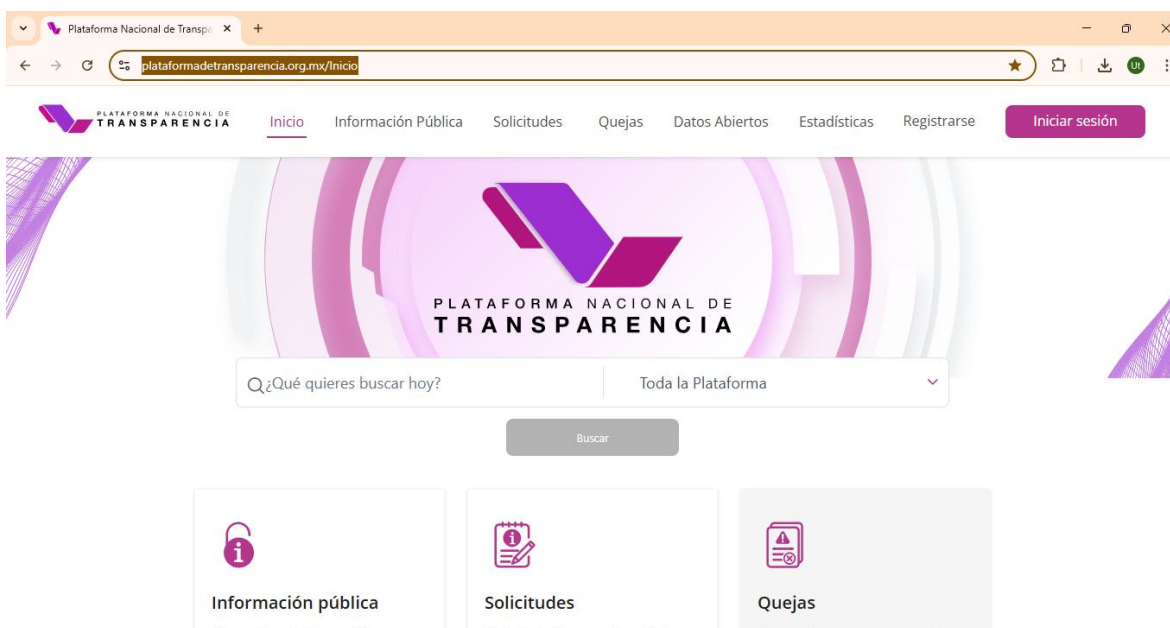 Plataforma Nacional de Transpa
plataformadetransparencia.org.mx/Inicio
Ut
PLATAFORMA NACIONAL DE
TRANSPARENCIA
Inicio
Información Pública
Solicitudes
Quejas
Datos Abiertos
Estadísticas
Registrarse
Iniciar sesión
PLATAFORMA NACIONAL DE
TRANSPARENCIA
¿Qué quieres buscar hoy?
Toda la Plataforma
Buscar
Información pública
Solicitudes
Quejas